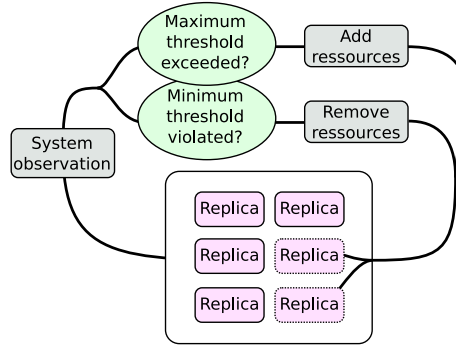 Maximum
threshold
exceeded?
Add
ressources
Minimum
threshold
violated?
Remove
ressources
System
observation
Replica
Replica
Replica
Replica
Replica
Replica